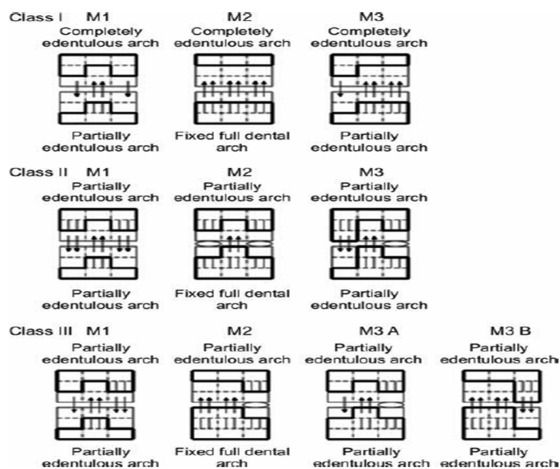 Class I M1 M2 M3
Completely edentulous arch Completely edentulous arch Completely edentulous arch
Partially edentulous arch Fixed full dental arch Partially edentulous arch
Class II M1 M2 M3
Partially edentulous arch Partially edentulous arch Partially edentulous arch
Partially edentulous arch Fixed full dental arch Partially edentulous arch
Class III M1 M2 M3 A M3 B
Partially edentulous arch Partially edentulous arch Partially edentulous arch Partially edentulous arch
Partially edentulous arch Fixed full dental arch Partially edentulous arch Partially edentulous arch